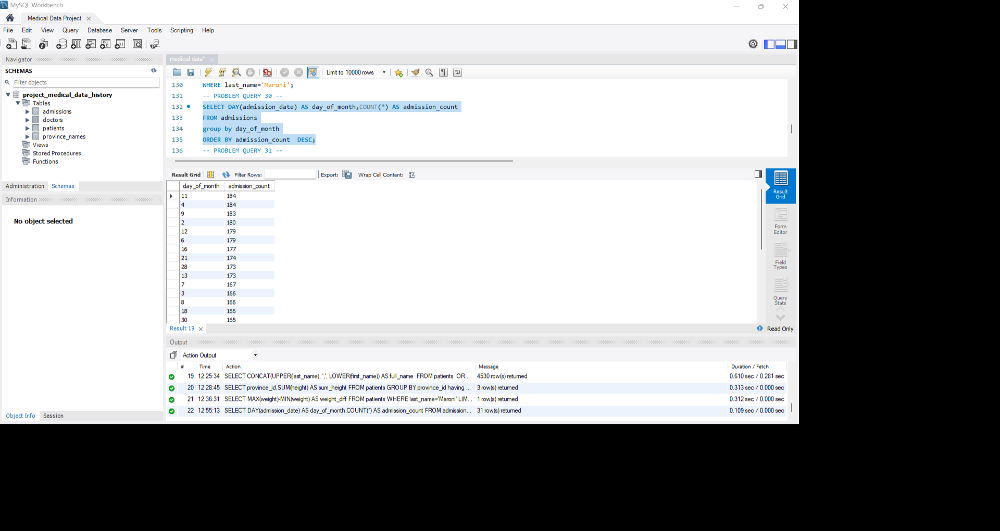 MySQL Workbench
Medical Data Project
File Edit View Query Database Server Tools Scripting Help
Navigator
SCHEMAS
Filter objects
project_medical_data_history
Tables
admissions
doctors
patients
province_names
Views
Stored Procedures
Functions
Administration Schemas
Information
No object selected
Object Info Session
medical data*
Limit to 10000 rows
130 WHERE last_name='Maroni';
131 -- PROBLEM QUERY 30 --
132 SELECT DAY(admission_date) AS day_of_month,COUNT(*) AS admission_count
133 FROM admissions
134 group by day_of_month
135 ORDER BY admission_count  DESC;
136 -- PROBLEM QUERY 31 --
Result Grid Filter Rows: Export: Wrap Cell Content:
day_of_month admission_count
11 184
4 184
9 183
2 180
12 179
6 179
16 177
21 174
28 173
13 173
7 167
3 166
8 166
18 166
30 165
Result Grid
Form Editor
Field Types
Query Stats
Result 19
Read Only
Output
Action Output
# Time Action Message Duration / Fetch
19 12:25:34 SELECT CONCAT(UPPER(last_name), ',', LOWER(first_name)) AS full_name  FROM patients  OR... 4530 row(s) returned 0.610 sec / 0.281 sec
20 12:28:45 SELECT province_id,SUM(height) AS sum_height FROM patients GROUP BY province_id having ... 3 row(s) returned 0.313 sec / 0.000 sec
21 12:36:31 SELECT MAX(weight)-MIN(weight) AS weight_diff FROM patients WHERE last_name='Maroni' LIM... 1 row(s) returned 0.312 sec / 0.000 sec
22 12:55:13 SELECT DAY(admission_date) AS day_of_month,COUNT(*) AS admission_count FROM admission... 31 row(s) returned 0.109 sec / 0.000 sec